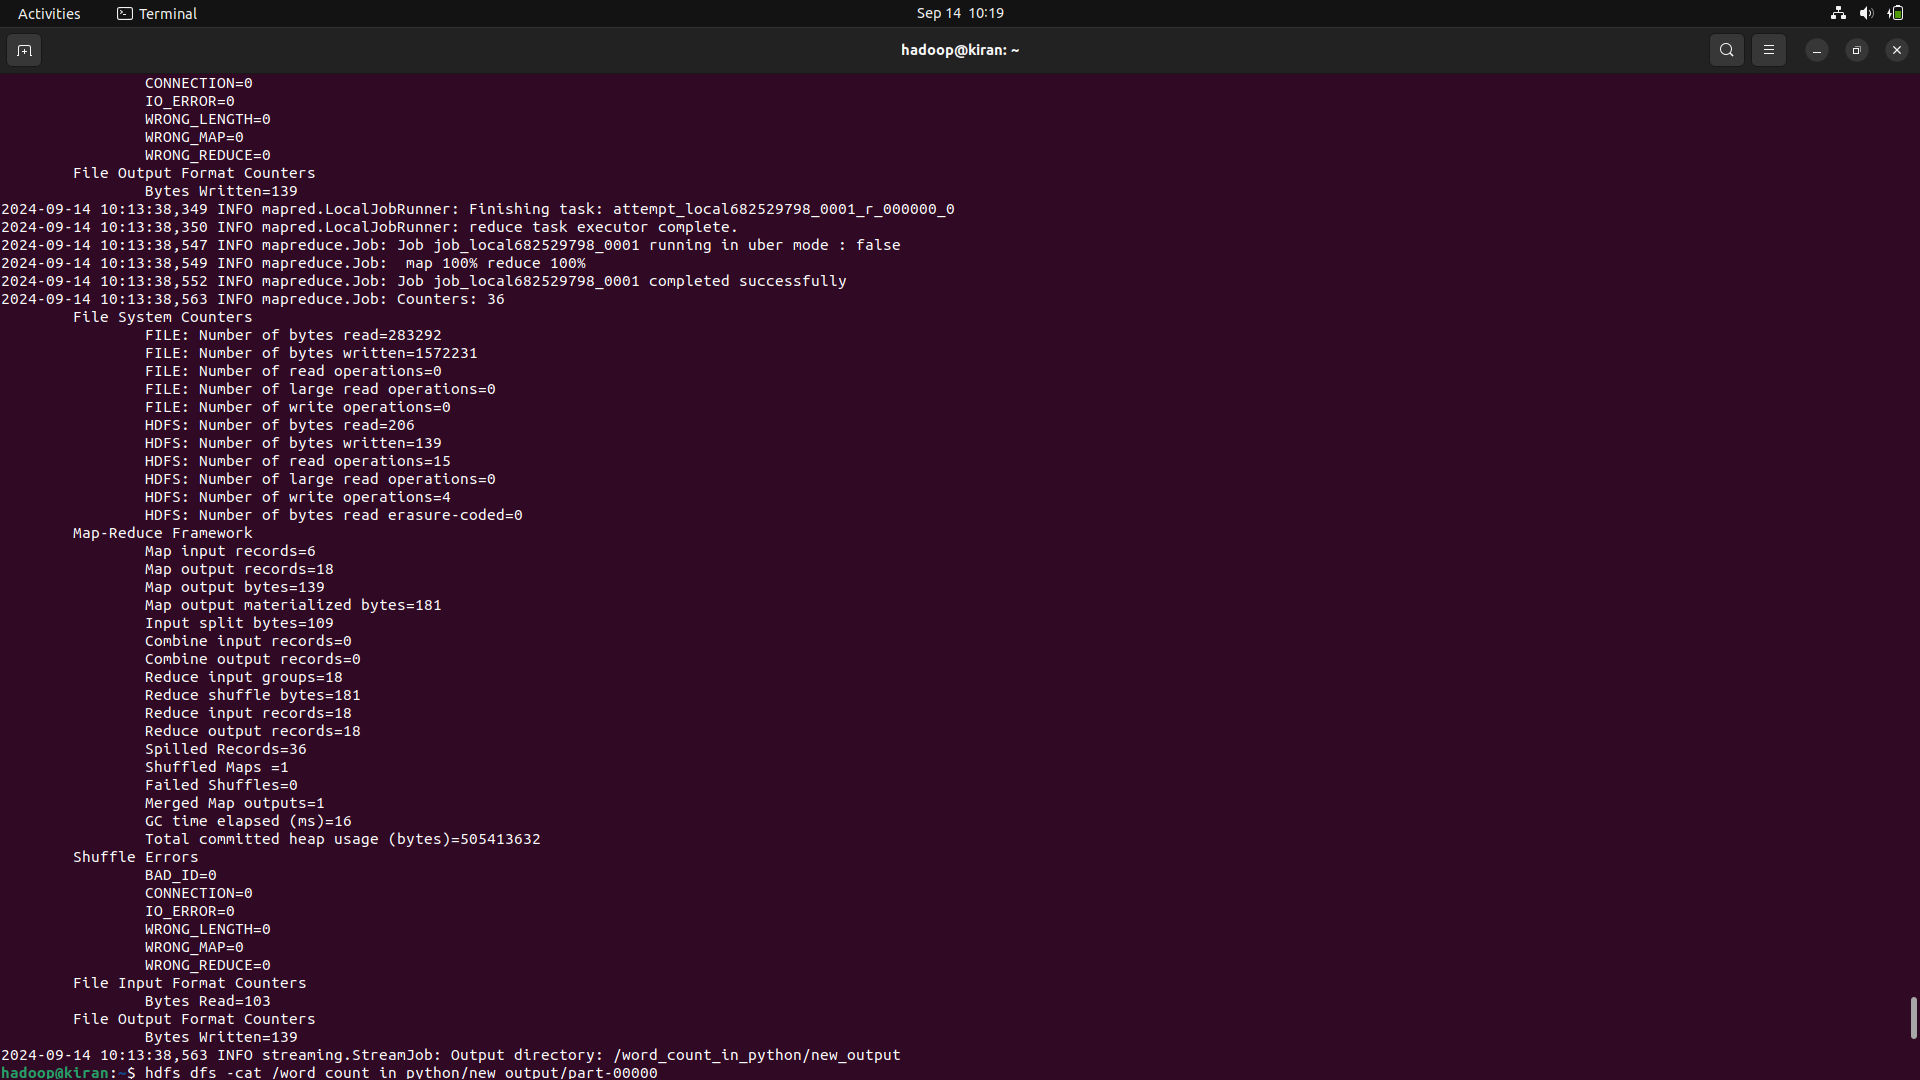 Activities
Terminal
Sep 14 10:19
hadoop@kiran: ~
CONNECTION=0
IO_ERROR=0
WRONG_LENGTH=0
WRONG_MAP=0
WRONG_REDUCE=0
File Output Format Counters
Bytes Written=139
2024-09-14 10:13:38,349 INFO mapred.LocalJobRunner: Finishing task: attempt_local682529798_0001_r_000000_0
2024-09-14 10:13:38,350 INFO mapred.LocalJobRunner: reduce task executor complete.
2024-09-14 10:13:38,547 INFO mapreduce.Job: Job job_local682529798_0001 running in uber mode : false
2024-09-14 10:13:38,549 INFO mapreduce.Job:  map 100% reduce 100%
2024-09-14 10:13:38,552 INFO mapreduce.Job: Job job_local682529798_0001 completed successfully
2024-09-14 10:13:38,563 INFO mapreduce.Job: Counters: 36
File System Counters
FILE: Number of bytes read=283292
FILE: Number of bytes written=1572231
FILE: Number of read operations=0
FILE: Number of large read operations=0
FILE: Number of write operations=0
HDFS: Number of bytes read=206
HDFS: Number of bytes written=139
HDFS: Number of read operations=15
HDFS: Number of large read operations=0
HDFS: Number of write operations=4
HDFS: Number of bytes read erasure-coded=0
Map-Reduce Framework
Map input records=6
Map output records=18
Map output bytes=139
Map output materialized bytes=181
Input split bytes=109
Combine input records=0
Combine output records=0
Reduce input groups=18
Reduce shuffle bytes=181
Reduce input records=18
Reduce output records=18
Spilled Records=36
Shuffled Maps =1
Failed Shuffles=0
Merged Map outputs=1
GC time elapsed (ms)=16
Total committed heap usage (bytes)=505413632
Shuffle Errors
BAD_ID=0
CONNECTION=0
IO_ERROR=0
WRONG_LENGTH=0
WRONG_MAP=0
WRONG_REDUCE=0
File Input Format Counters
Bytes Read=103
File Output Format Counters
Bytes Written=139
2024-09-14 10:13:38,563 INFO streaming.StreamJob: Output directory: /word_count_in_python/new_output
hadoop@kiran:~$ hdfs dfs -cat /word_count_in_python/new_output/part-00000